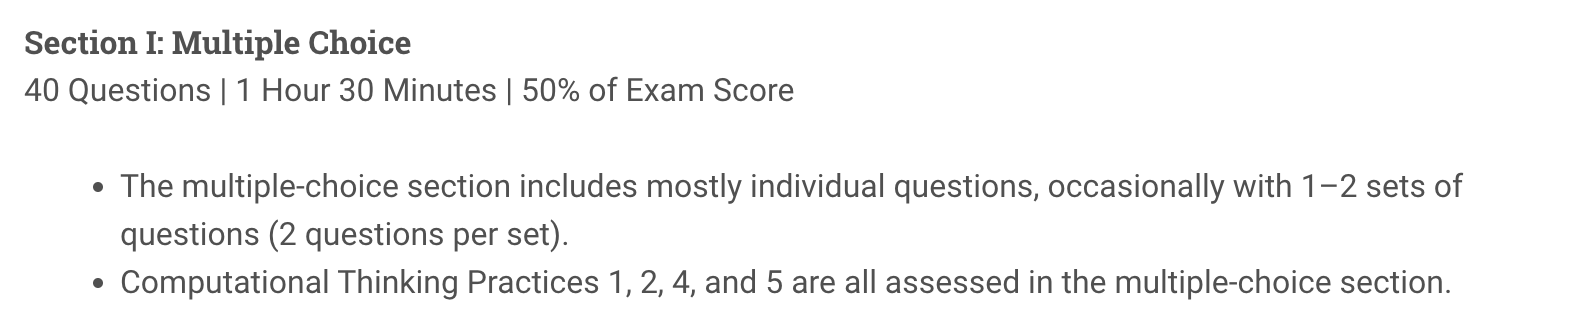 Section I: Multiple Choice
40 Questions | 1 Hour 30 Minutes | 50% of Exam Score
• The multiple-choice section includes mostly individual questions, occasionally with 1–2 sets of
questions (2 questions per set).
• Computational Thinking Practices 1, 2, 4, and 5 are all assessed in the multiple-choice section.